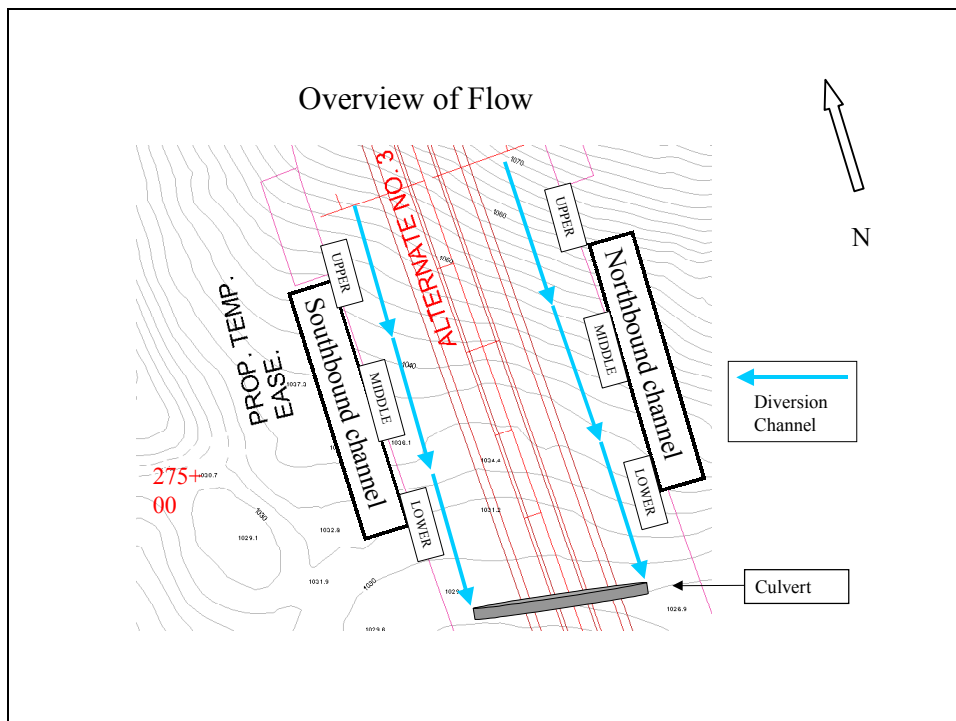 Overview of Flow
N
ALTERNATE NO. 3
1070
1060
1060
UPPER
UPPER
Southbound channel
Northbound channel
PROP. TEMP.
EASE.
1037.3
1040
MIDDLE
MIDDLE
1036.1
1034.4
Diversion
Channel
275+
00
1030.7
1030
1029.1
1032.8
1031.2
LOWER
LOWER
1031.9
1030
1029.6
1026.9
Culvert